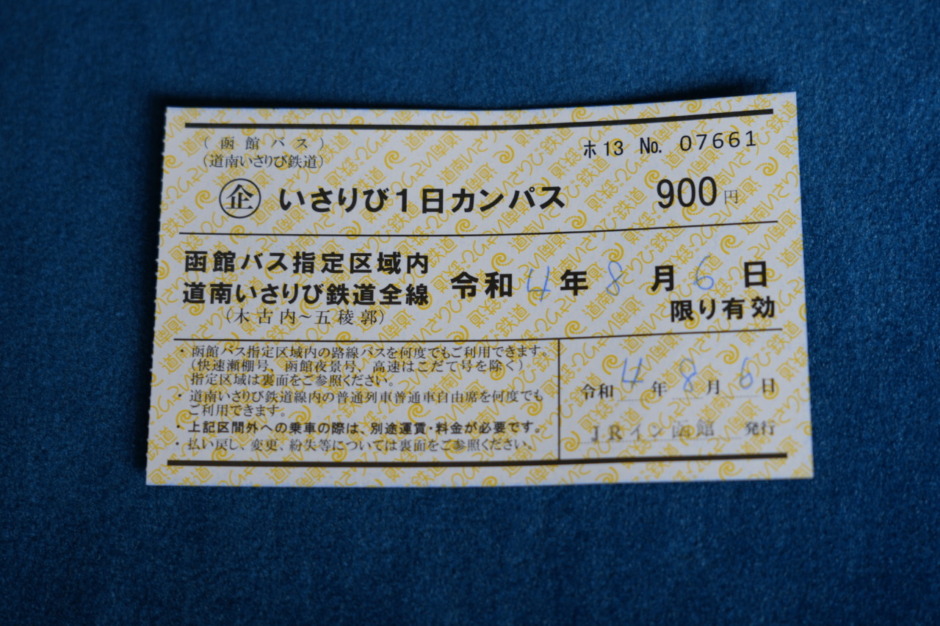 （函館バス）
（道南いさりび鉄道）
ホ13 No. 07661
企 いさりび1日カンパス 900円
函館バス指定区域内
道南いさりび鉄道全線
（木古内～五稜郭）
令和 4 年 8 月 6 日
限り有効
・函館バス指定区域内の路線バスを何度でもご利用できます。
（快速瀬棚号、函館夜景号、高速はこだて号を除く）
指定区域は裏面をご参照ください。
・道南いさりび鉄道線内の普通列車普通車自由席を何度でも
ご利用できます。
・上記区間外への乗車の際は、別途運賃・料金が必要です。
・払い戻し、変更、紛失等については裏面をご参照ください。
令和 4 年 8 月 6 日
JRイン函館 発行